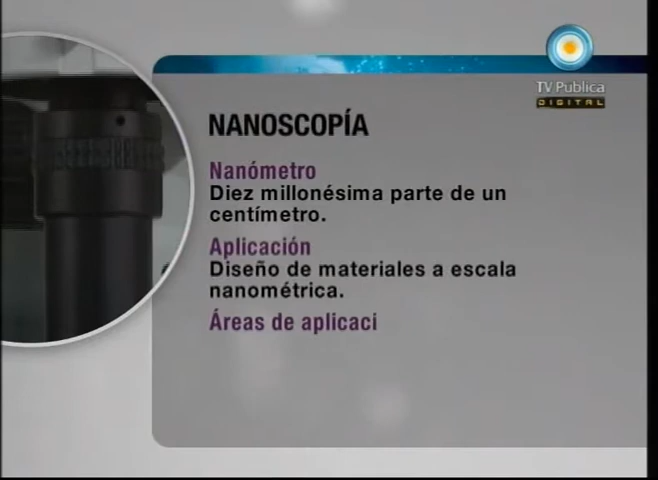 TV Publica
DIGITAL
NANOSCOPÍA
Nanómetro
Diez millonésima parte de un
centímetro.
Aplicación
Diseño de materiales a escala
nanométrica.
Áreas de aplicaci